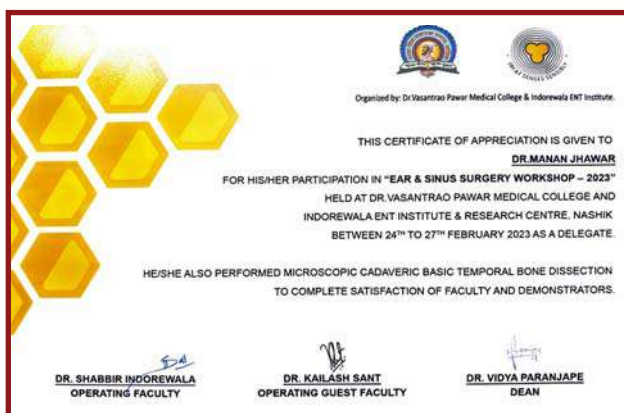 Organized by: Dr.Vasantrao Pawar Medical College & Indorewala ENT Institute.
THIS CERTIFICATE OF APPRECIATION IS GIVEN TO
DR.MANAN JHAWAR
FOR HIS/HER PARTICIPATION IN "EAR & SINUS SURGERY WORKSHOP – 2023"
HELD AT DR.VASANTRAO PAWAR MEDICAL COLLEGE AND
INDOREWALA ENT INSTITUTE & RESEARCH CENTRE, NASHIK
BETWEEN 24TH TO 27TH FEBRUARY 2023 AS A DELEGATE.
HE/SHE ALSO PERFORMED MICROSCOPIC CADAVERIC BASIC TEMPORAL BONE DISSECTION
TO COMPLETE SATISFACTION OF FACULTY AND DEMONSTRATORS.
DR. SHABBIR INDOREWALA
OPERATING FACULTY
DR. KAILASH SANT
OPERATING GUEST FACULTY
DR. VIDYA PARANJAPE
DEAN